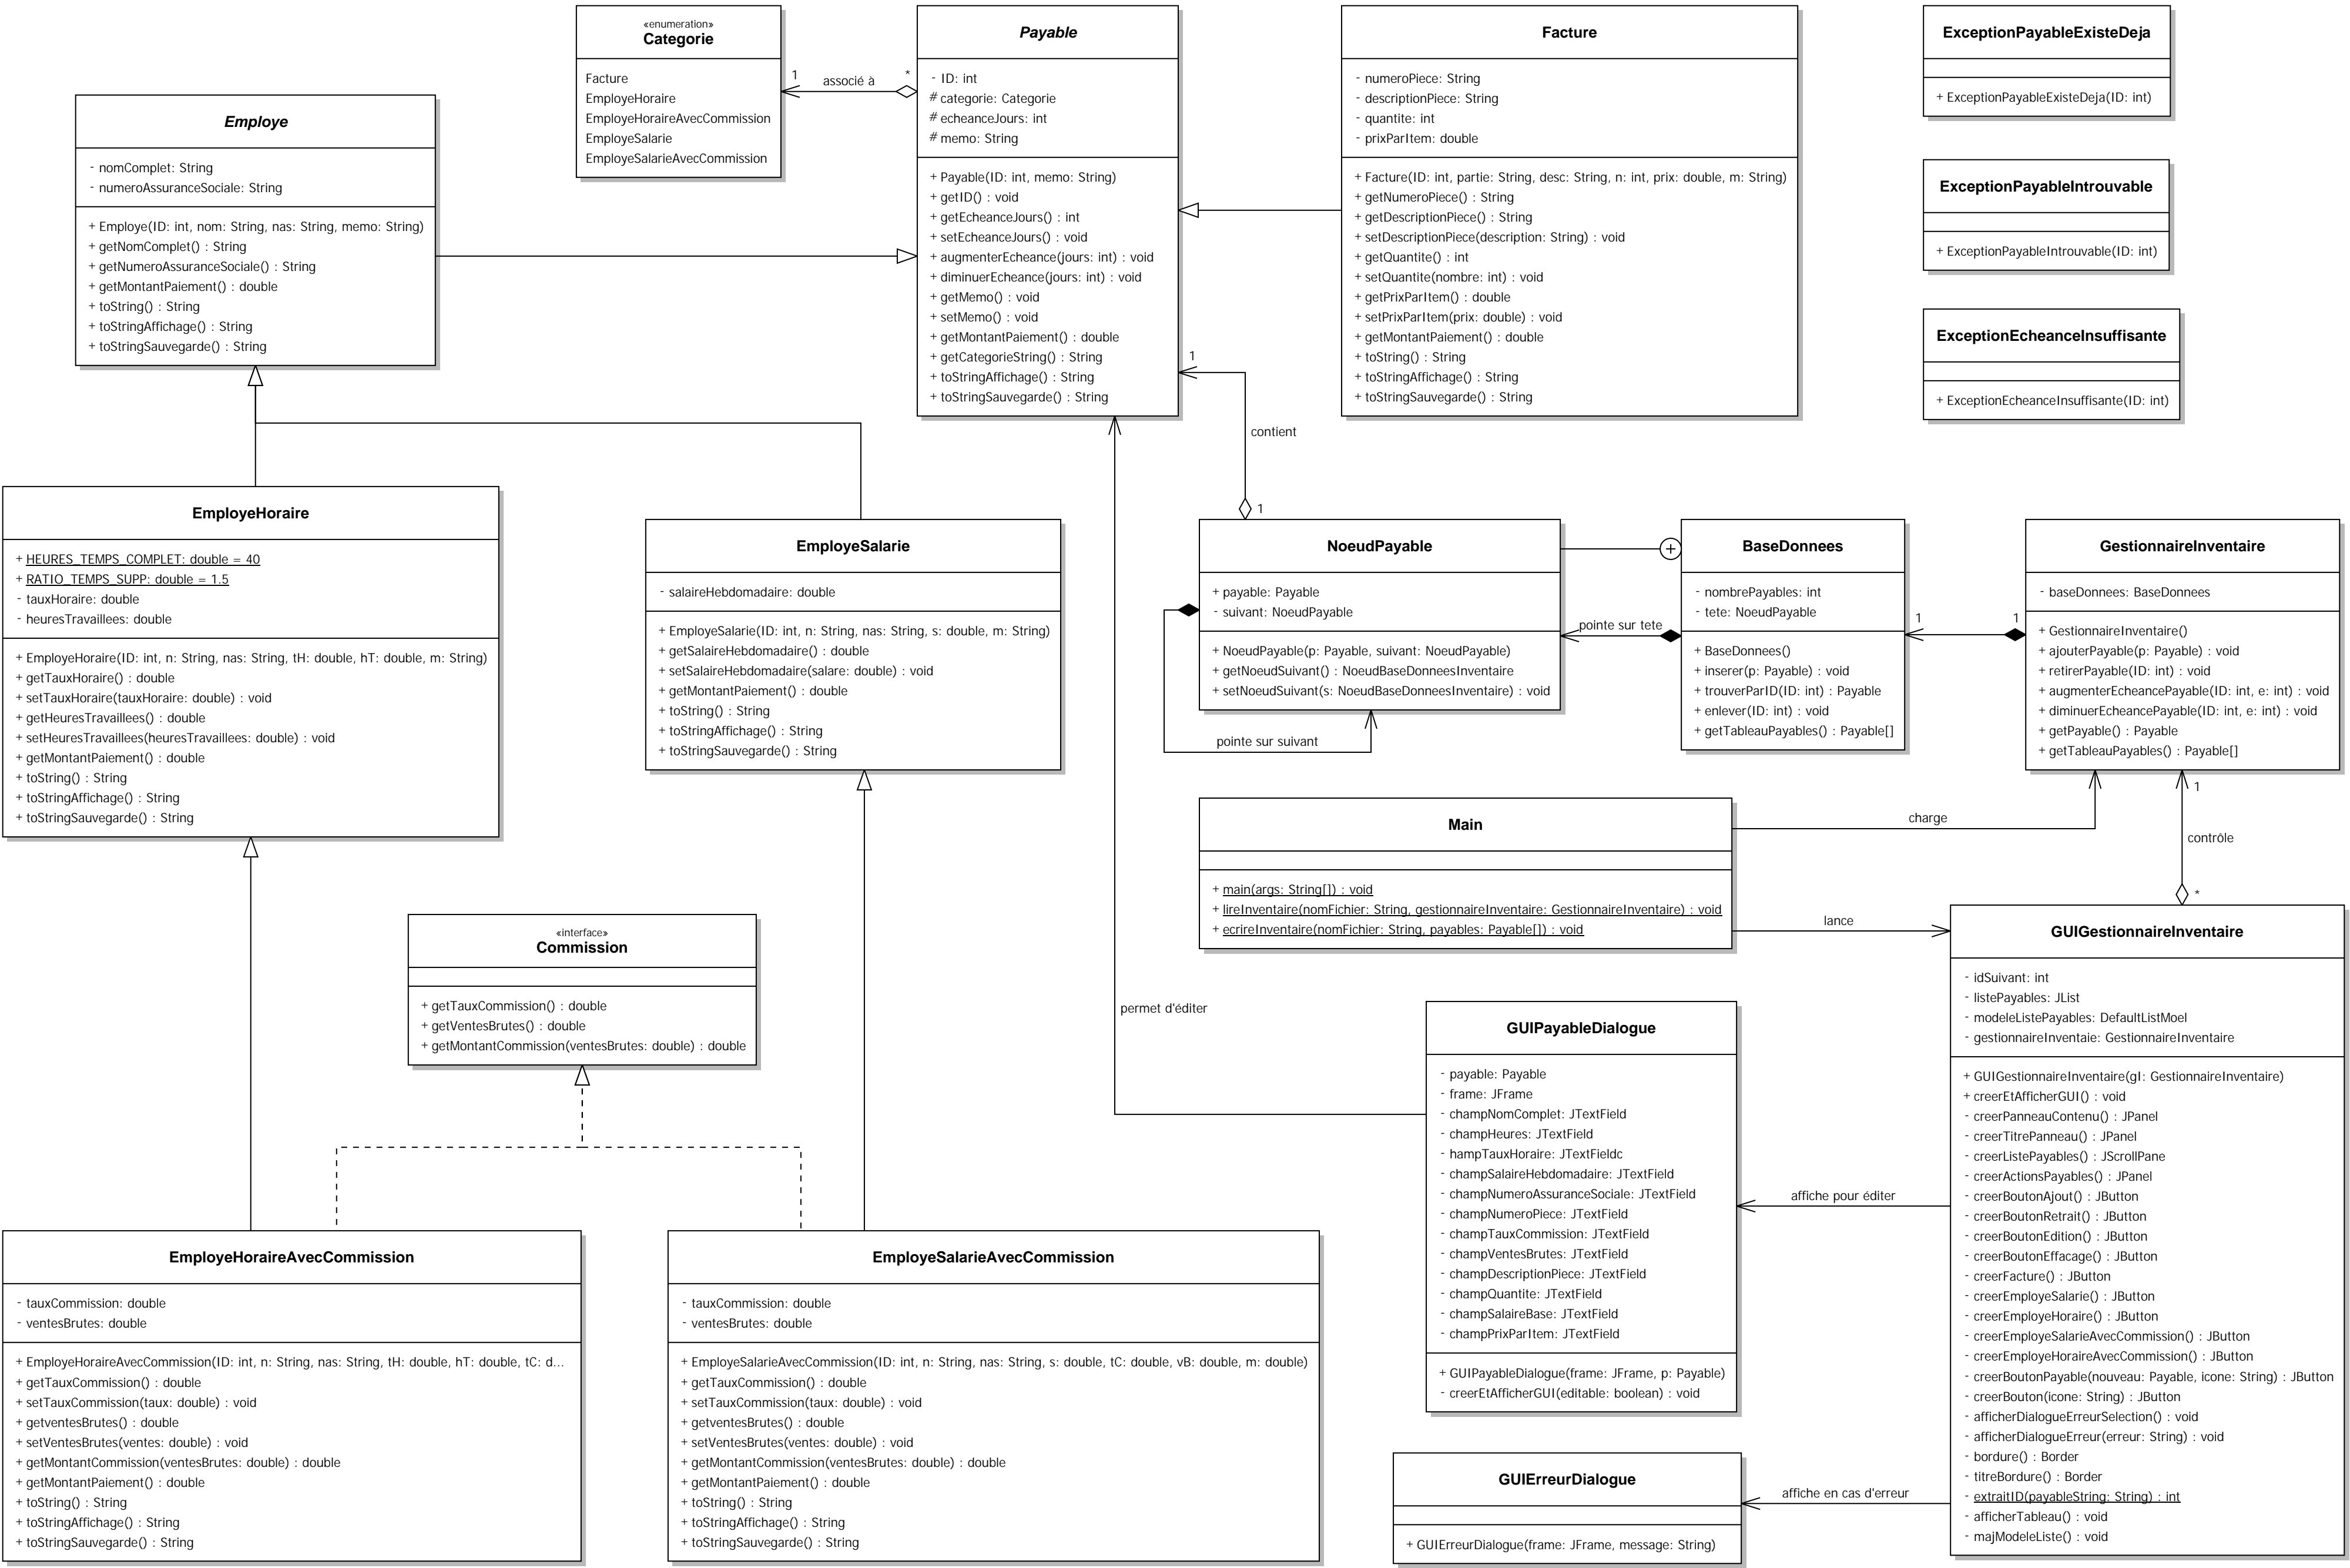 «enumeration»
Categorie
Facture
EmployeHoraire
EmployeHoraireAvecCommission
EmployeSalarie
EmployeSalarieAvecCommission
1
associé à
*
Payable
- ID: int
# categorie: Categorie
# echeanceJours: int
# memo: String
+ Payable(ID: int, memo: String)
+ getID() : void
+ getEcheanceJours() : int
+ setEcheanceJours() : void
+ augmenterEcheance(jours: int) : void
+ diminuerEcheance(jours: int) : void
+ getMemo() : void
+ setMemo() : void
+ getMontantPaiement() : double
+ getCategorieString() : String
+ toStringAffichage() : String
+ toStringSauvegarde() : String
Facture
- numeroPiece: String
- descriptionPiece: String
- quantite: int
- prixParItem: double
+ Facture(ID: int, partie: String, desc: String, n: int, prix: double, m: String)
+ getNumeroPiece() : String
+ getDescriptionPiece() : String
+ setDescriptionPiece(description: String) : void
+ getQuantite() : int
+ setQuantite(nombre: int) : void
+ getPrixParItem() : double
+ setPrixParItem(prix: double) : void
+ getMontantPaiement() : double
+ toString() : String
+ toStringAffichage() : String
+ toStringSauvegarde() : String
ExceptionPayableExisteDeja
+ ExceptionPayableExisteDeja(ID: int)
ExceptionPayableIntrouvable
+ ExceptionPayableIntrouvable(ID: int)
ExceptionEcheanceInsuffisante
+ ExceptionEcheanceInsuffisante(ID: int)
Employe
- nomComplet: String
- numeroAssuranceSociale: String
+ Employe(ID: int, nom: String, nas: String, memo: String)
+ getNomComplet() : String
+ getNumeroAssuranceSociale() : String
+ getMontantPaiement() : double
+ toString() : String
+ toStringAffichage() : String
+ toStringSauvegarde() : String
1
contient
1
EmployeHoraire
+ HEURES_TEMPS_COMPLET: double = 40
+ RATIO_TEMPS_SUPP: double = 1.5
- tauxHoraire: double
- heuresTravaillees: double
+ EmployeHoraire(ID: int, n: String, nas: String, tH: double, hT: double, m: String)
+ getTauxHoraire() : double
+ setTauxHoraire(tauxHoraire: double) : void
+ getHeuresTravaillees() : double
+ setHeuresTravaillees(heuresTravaillees: double) : void
+ getMontantPaiement() : double
+ toString() : String
+ toStringAffichage() : String
+ toStringSauvegarde() : String
EmployeSalarie
- salaireHebdomadaire: double
+ EmployeSalarie(ID: int, n: String, nas: String, s: double, m: String)
+ getSalaireHebdomadaire() : double
+ setSalaireHebdomadaire(salare: double) : void
+ getMontantPaiement() : double
+ toString() : String
+ toStringAffichage() : String
+ toStringSauvegarde() : String
NoeudPayable
+ payable: Payable
- suivant: NoeudPayable
+ NoeudPayable(p: Payable, suivant: NoeudPayable)
+ getNoeudSuivant() : NoeudBaseDonneesInventaire
+ setNoeudSuivant(s: NoeudBaseDonneesInventaire) : void
pointe sur suivant
pointe sur tete
BaseDonnees
- nombrePayables: int
- tete: NoeudPayable
+ BaseDonnees()
+ inserer(p: Payable) : void
+ trouverParID(ID: int) : Payable
+ enlever(ID: int) : void
+ getTableauPayables() : Payable[]
1
1
GestionnaireInventaire
- baseDonnees: BaseDonnees
+ GestionnaireInventaire()
+ ajouterPayable(p: Payable) : void
+ retirerPayable(ID: int) : void
+ augmenterEcheancePayable(ID: int, e: int) : void
+ diminuerEcheancePayable(ID: int, e: int) : void
+ getPayable() : Payable
+ getTableauPayables() : Payable[]
Main
+ main(args: String[]) : void
+ lireInventaire(nomFichier: String, gestionnaireInventaire: GestionnaireInventaire) : void
+ ecrireInventaire(nomFichier: String, payables: Payable[]) : void
charge
lance
1
contrôle
*
«interface»
Commission
+ getTauxCommission() : double
+ getVentesBrutes() : double
+ getMontantCommission(ventesBrutes: double) : double
permet d'éditer
GUIPayableDialogue
- payable: Payable
- frame: JFrame
- champNomComplet: JTextField
- champHeures: JTextField
- hampTauxHoraire: JTextFieldc
- champSalaireHebdomadaire: JTextField
- champNumeroAssuranceSociale: JTextField
- champNumeroPiece: JTextField
- champTauxCommission: JTextField
- champVentesBrutes: JTextField
- champDescriptionPiece: JTextField
- champQuantite: JTextField
- champSalaireBase: JTextField
- champPrixParItem: JTextField
+ GUIPayableDialogue(frame: JFrame, p: Payable)
- creerEtAfficherGUI(editable: boolean) : void
affiche pour éditer
GUIGestionnaireInventaire
- idSuivant: int
- listePayables: JList
- modeleListePayables: DefaultListMoel
- gestionnaireInventaie: GestionnaireInventaire
+ GUIGestionnaireInventaire(gI: GestionnaireInventaire)
+ creerEtAfficherGUI() : void
- creerPanneauContenu() : JPanel
- creerTitrePanneau() : JPanel
- creerListePayables() : JScrollPane
- creerActionsPayables() : JPanel
- creerBoutonAjout() : JButton
- creerBoutonRetrait() : JButton
- creerBoutonEdition() : JButton
- creerBoutonEffacage() : JButton
- creerFacture() : JButton
- creerEmployeSalarie() : JButton
- creerEmployeHoraire() : JButton
- creerEmployeSalarieAvecCommission() : JButton
- creerEmployeHoraireAvecCommission() : JButton
- creerBoutonPayable(nouveau: Payable, icone: String) : JButton
- creerBouton(icone: String) : JButton
- afficherDialogueErreurSelection() : void
- afficherDialogueErreur(erreur: String) : void
- bordure() : Border
- titreBordure() : Border
- extraitID(payableString: String) : int
- afficherTableau() : void
- majModeleListe() : void
EmployeHoraireAvecCommission
- tauxCommission: double
- ventesBrutes: double
+ EmployeHoraireAvecCommission(ID: int, n: String, nas: String, tH: double, hT: double, tC: d...
+ getTauxCommission() : double
+ setTauxCommission(taux: double) : void
+ getventesBrutes() : double
+ setVentesBrutes(ventes: double) : void
+ getMontantCommission(ventesBrutes: double) : double
+ getMontantPaiement() : double
+ toString() : String
+ toStringAffichage() : String
+ toStringSauvegarde() : String
EmployeSalarieAvecCommission
- tauxCommission: double
- ventesBrutes: double
+ EmployeSalarieAvecCommission(ID: int, n: String, nas: String, s: double, tC: double, vB: double, m: double)
+ getTauxCommission() : double
+ setTauxCommission(taux: double) : void
+ getventesBrutes() : double
+ setVentesBrutes(ventes: double) : void
+ getMontantCommission(ventesBrutes: double) : double
+ getMontantPaiement() : double
+ toString() : String
+ toStringAffichage() : String
+ toStringSauvegarde() : String
GUIErreurDialogue
+ GUIErreurDialogue(frame: JFrame, message: String)
affiche en cas d'erreur